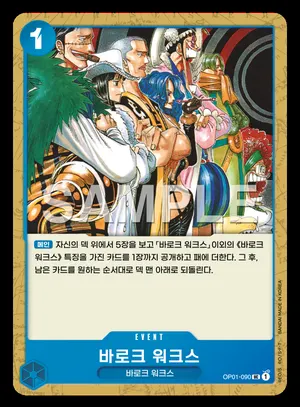 1
SAMPLE
메인 자신의 덱 위에서 5장을 보고 「바로크 워크스」 이외의 《바로크
워크스》 특징을 가진 카드를 1장까지 공개하고 패에 더한다. 그 후,
남은 카드를 원하는 순서대로 덱 맨 아래로 되돌린다.
EVENT
바로크 워크스
바로크 워크스
OP01-090